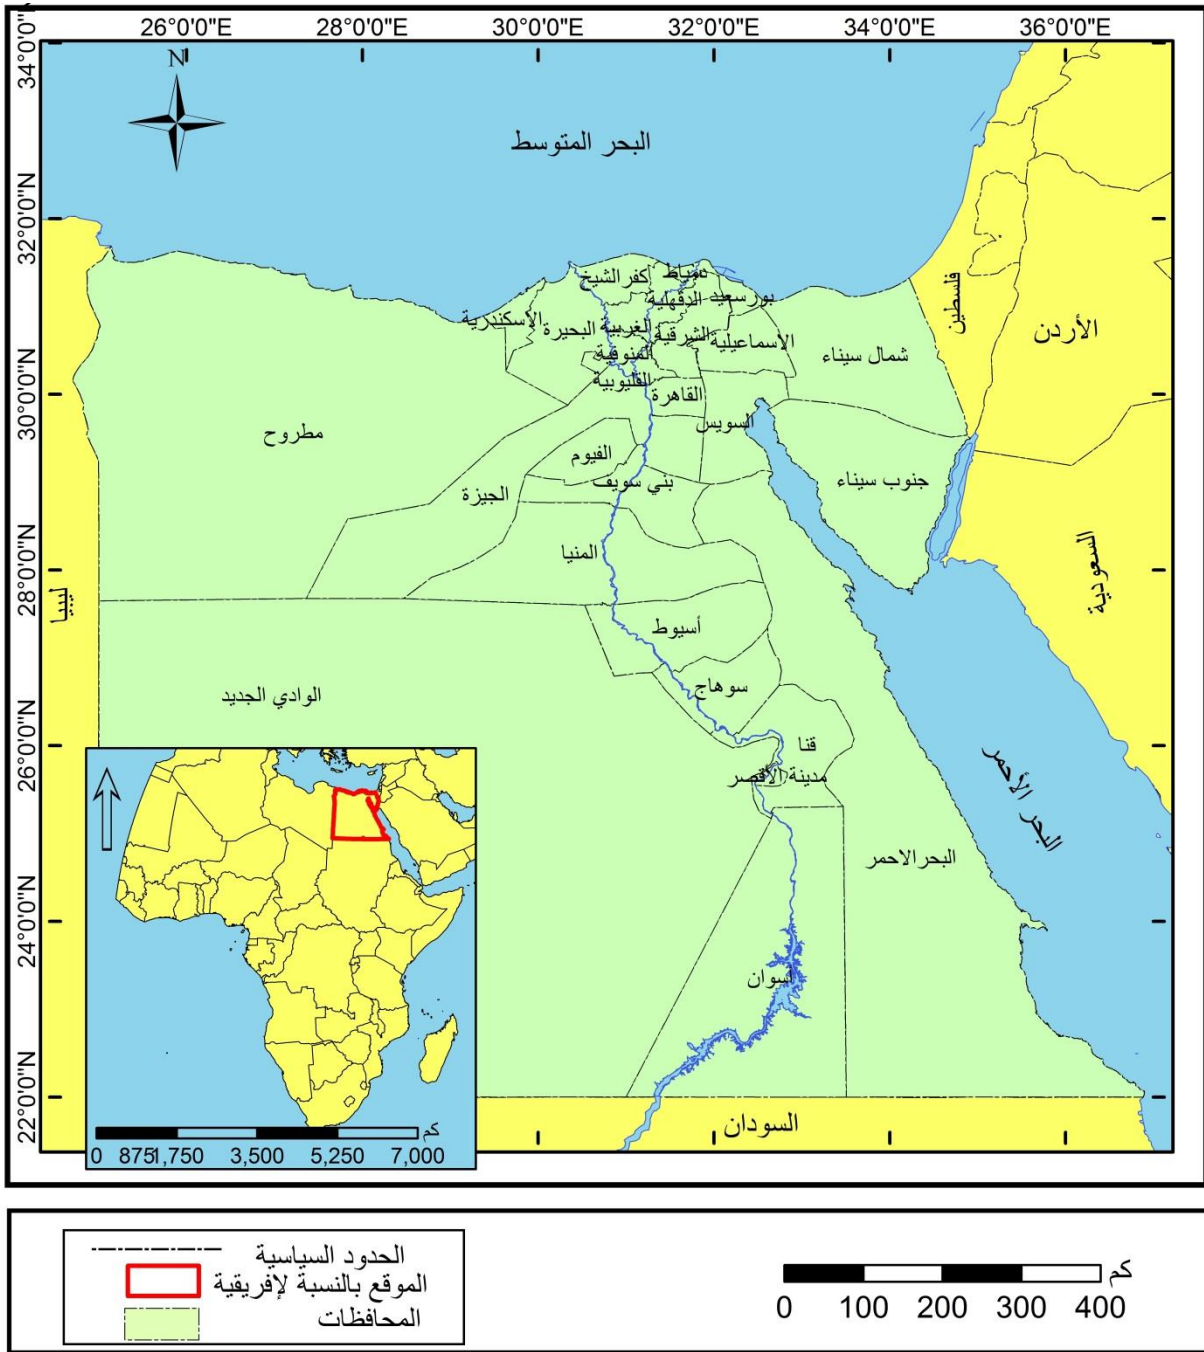 26°0'0"E 28°0'0"E 30°0'0"E 32°0'0"E 34°0'0"E 36°0'0"E
34°0'0"N
32°0'0"N
30°0'0"N
28°0'0"N
26°0'0"N
24°0'0"N
22°0'0"N
N
البحر المتوسط
دمياط
كفر الشيخ
بورسعيد
الدقهلية
الأسكندرية
البحيرة
الغربية
الشرقية
الاسماعيلية
شمال سيناء
فلسطين
الأردن
المنوفية
القليوبية
القاهرة
السويس
مطروح
الفيوم
بني سويف
الجيزة
جنوب سيناء
المنيا
السعودية
ليبيا
أسيوط
سوهاج
الوادي الجديد
قنا
مدينة الأقصر
البحر الأحمر
البحر الاحمر
أسوان
السودان
كم
0 875 1,750 3,500 5,250 7,000
الحدود السياسية
الموقع بالنسبة لإفريقية
المحافظات
كم
0 100 200 300 400